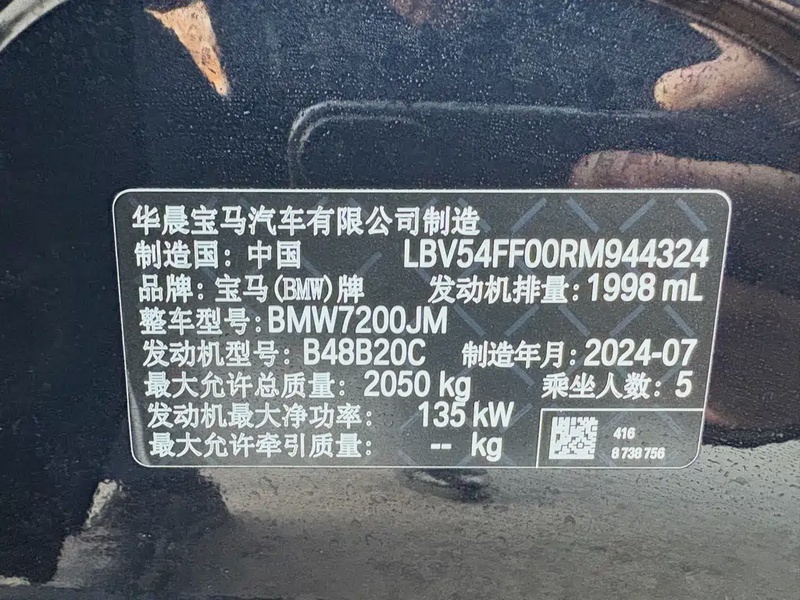 华晨宝马汽车有限公司制造
制造国：中国 LBV54FF00RM944324
品牌：宝马(BMW)牌 发动机排量：1998 mL
整车型号：BMW7200JM
发动机型号：B48B20C 制造年月：2024-07
最大允许总质量：2050 kg 乘坐人数：5
发动机最大净功率：135 kW
最大允许牵引质量：-- kg
416
8 738 756